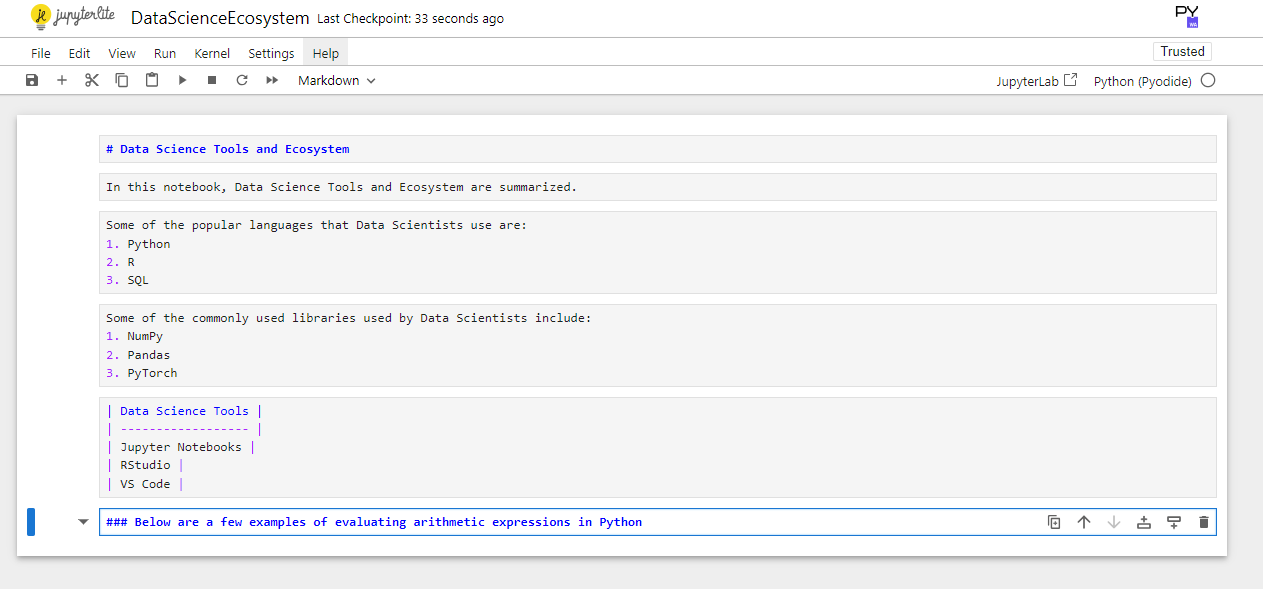 jupyterlite DataScienceEcosystem Last Checkpoint: 33 seconds ago PY
File Edit View Run Kernel Settings Help Trusted
Markdown JupyterLab Python (Pyodide)
# Data Science Tools and Ecosystem
In this notebook, Data Science Tools and Ecosystem are summarized.
Some of the popular languages that Data Scientists use are:
1. Python
2. R
3. SQL
Some of the commonly used libraries used by Data Scientists include:
1. NumPy
2. Pandas
3. PyTorch
| Data Science Tools |
| ------------------ |
| Jupyter Notebooks |
| RStudio |
| VS Code |
### Below are a few examples of evaluating arithmetic expressions in Python